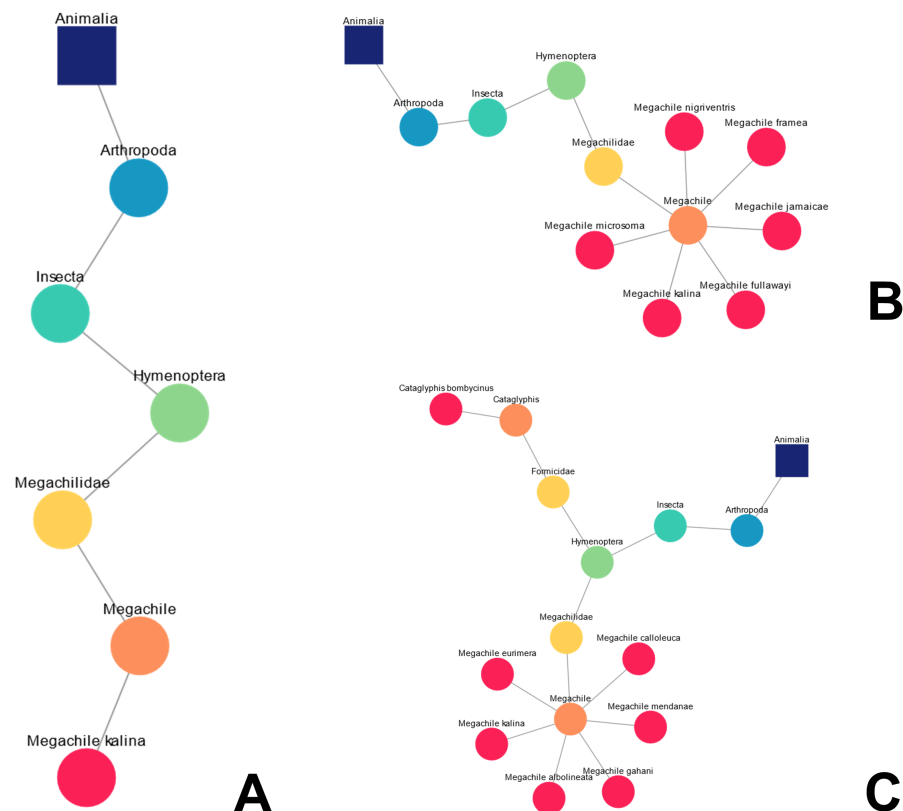 Animalia
Arthropoda
Insecta
Hymenoptera
Megachilidae
Megachile
Megachile kalina
A
Animalia
Arthropoda
Insecta
Hymenoptera
Megachilidae
Megachile nigriventris
Megachile framea
Megachile
Megachile jamaicae
Megachile microsoma
Megachile kalina
Megachile fullawayi
B
Cataglyphis bombycinus
Cataglyphis
Animalia
Formicidae
Insecta
Arthropoda
Hymenoptera
Megachilidae
Megachile calloleuca
Megachile eurimera
Megachile
Megachile mendanae
Megachile kalina
Megachile albolineata
Megachile gahani
C